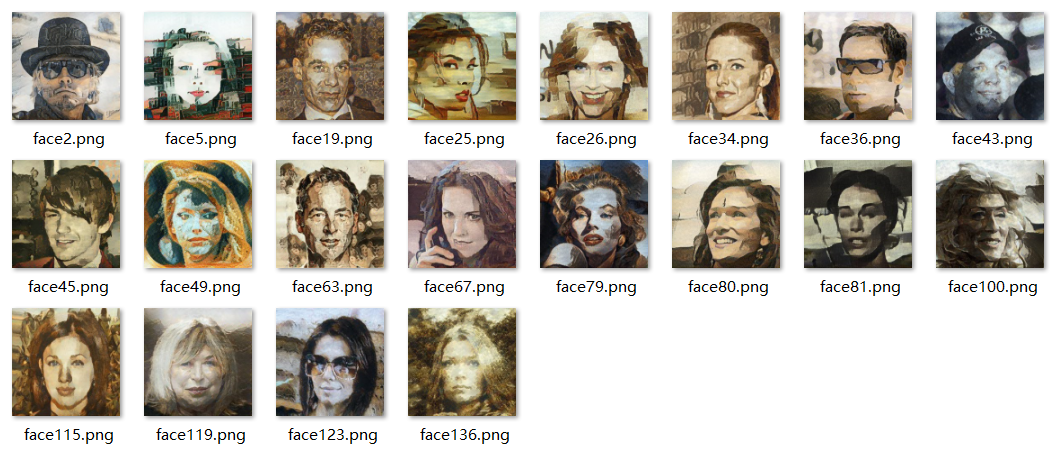 face2.png face5.png face19.png face25.png face26.png face34.png face36.png face43.png
face45.png face49.png face63.png face67.png face79.png face80.png face81.png face100.png
face115.png face119.png face123.png face136.png